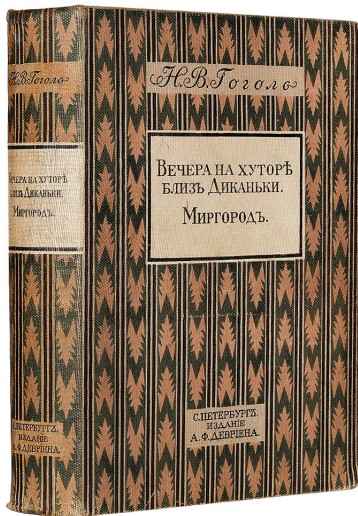 Н.В.Гоголь
ВЕЧЕРА НА ХУТОРѢ
БЛИЗЪ ДИКАНЬКИ.
МИРГОРОДЪ.
С.ПЕТЕРБУРГЪ.
ИЗДАНІЕ
А.Ф.ДЕВРІЕНА.
Н.В.Гоголь
ВЕЧЕРА НА ХУТОРѢ
БЛИЗЪ ДИКАНЬКИ.
МИРГОРОДЪ.
С.ПЕТЕРБУРГЪ
ИЗДАНІЕ
А.Ф.ДЕВРІЕНА